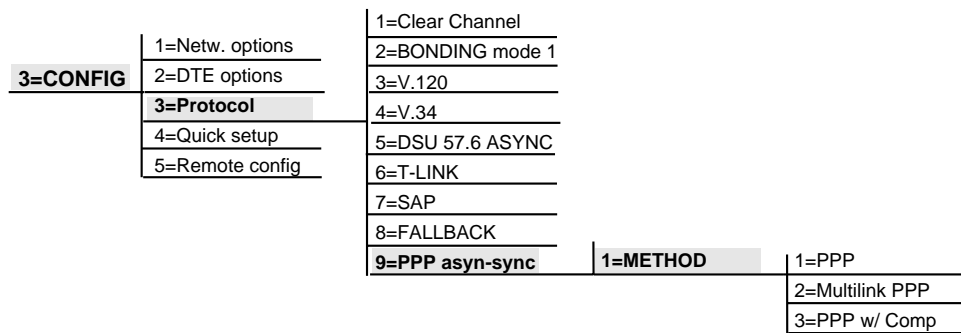 3=CONFIG
1=Netw. options
2=DTE options
3=Protocol
4=Quick setup
5=Remote config
1=Clear Channel
2=BONDING mode 1
3=V.120
4=V.34
5=DSU 57.6 ASYNC
6=T-LINK
7=SAP
8=FALLBACK
9=PPP asyn-sync
1=METHOD
1=PPP
2=Multilink PPP
3=PPP w/ Comp